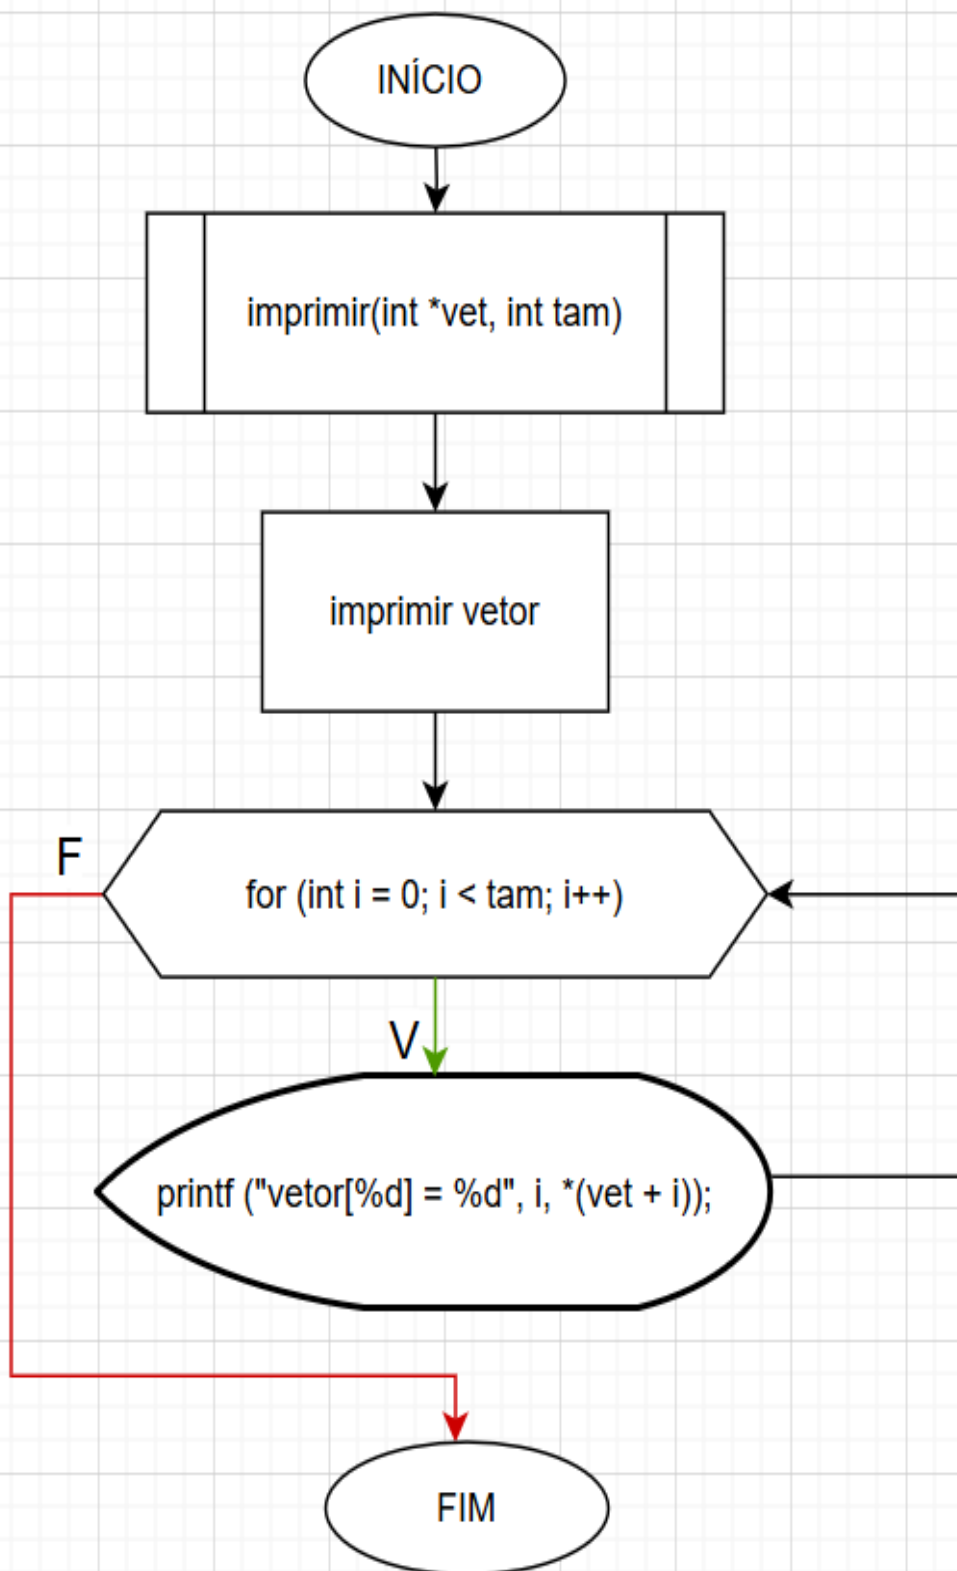 INÍCIO
imprimir(int *vet, int tam)
imprimir vetor
F
for (int i = 0; i < tam; i++)
V
printf ("vetor[%d] = %d", i, *(vet + i));
FIM